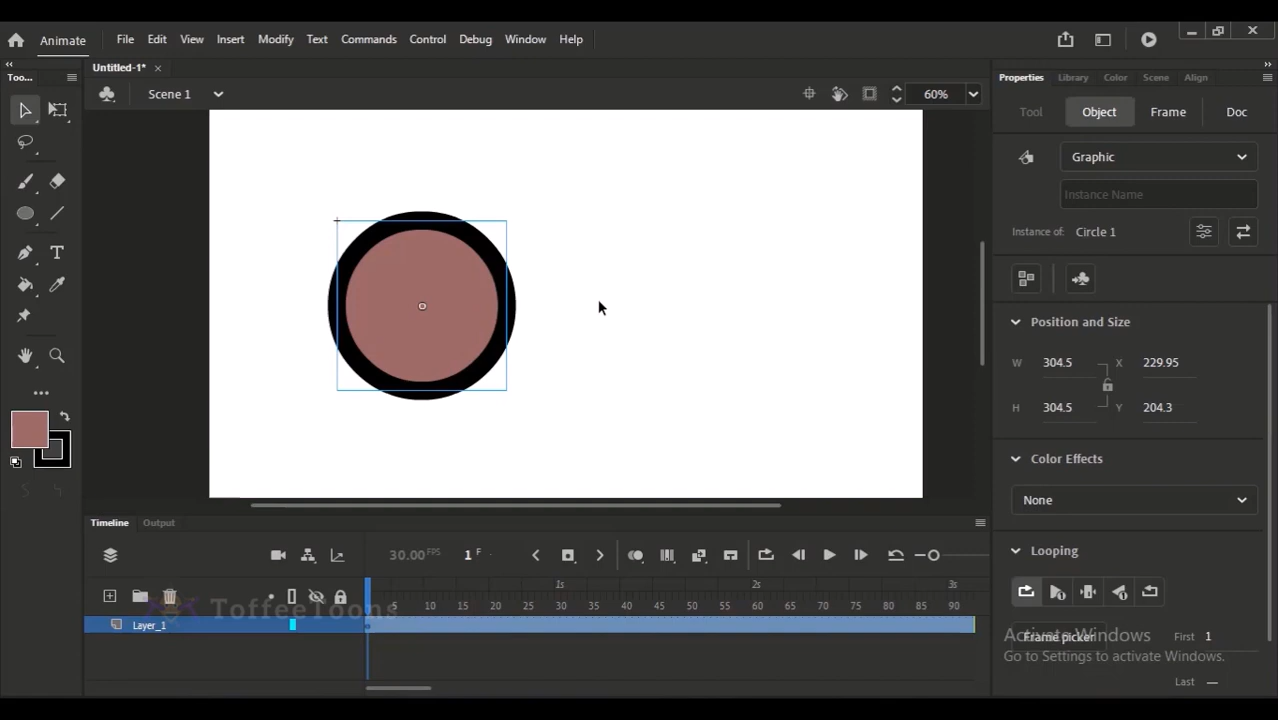 Animate File Edit View Insert Modify Text Commands Control Debug Window Help
Untitled-1*
Too...
Properties Library Color Scene Align
Scene 1 60%
Tool Object Frame Doc
Graphic
Instance Name
Instance of: Circle 1
Position and Size
W 304.5 X 229.95
H 304.5 Y 204.3
Color Effects
None
Looping
Frame picker First 1
Last —
Timeline Output
30.00 FPS 1 F
1s 2s 3s
5 10 15 20 25 30 35 40 45 50 55 60 65 70 75 80 85 90
ToffeeToons
Layer_1
Activate Windows
Go to Settings to activate Windows.